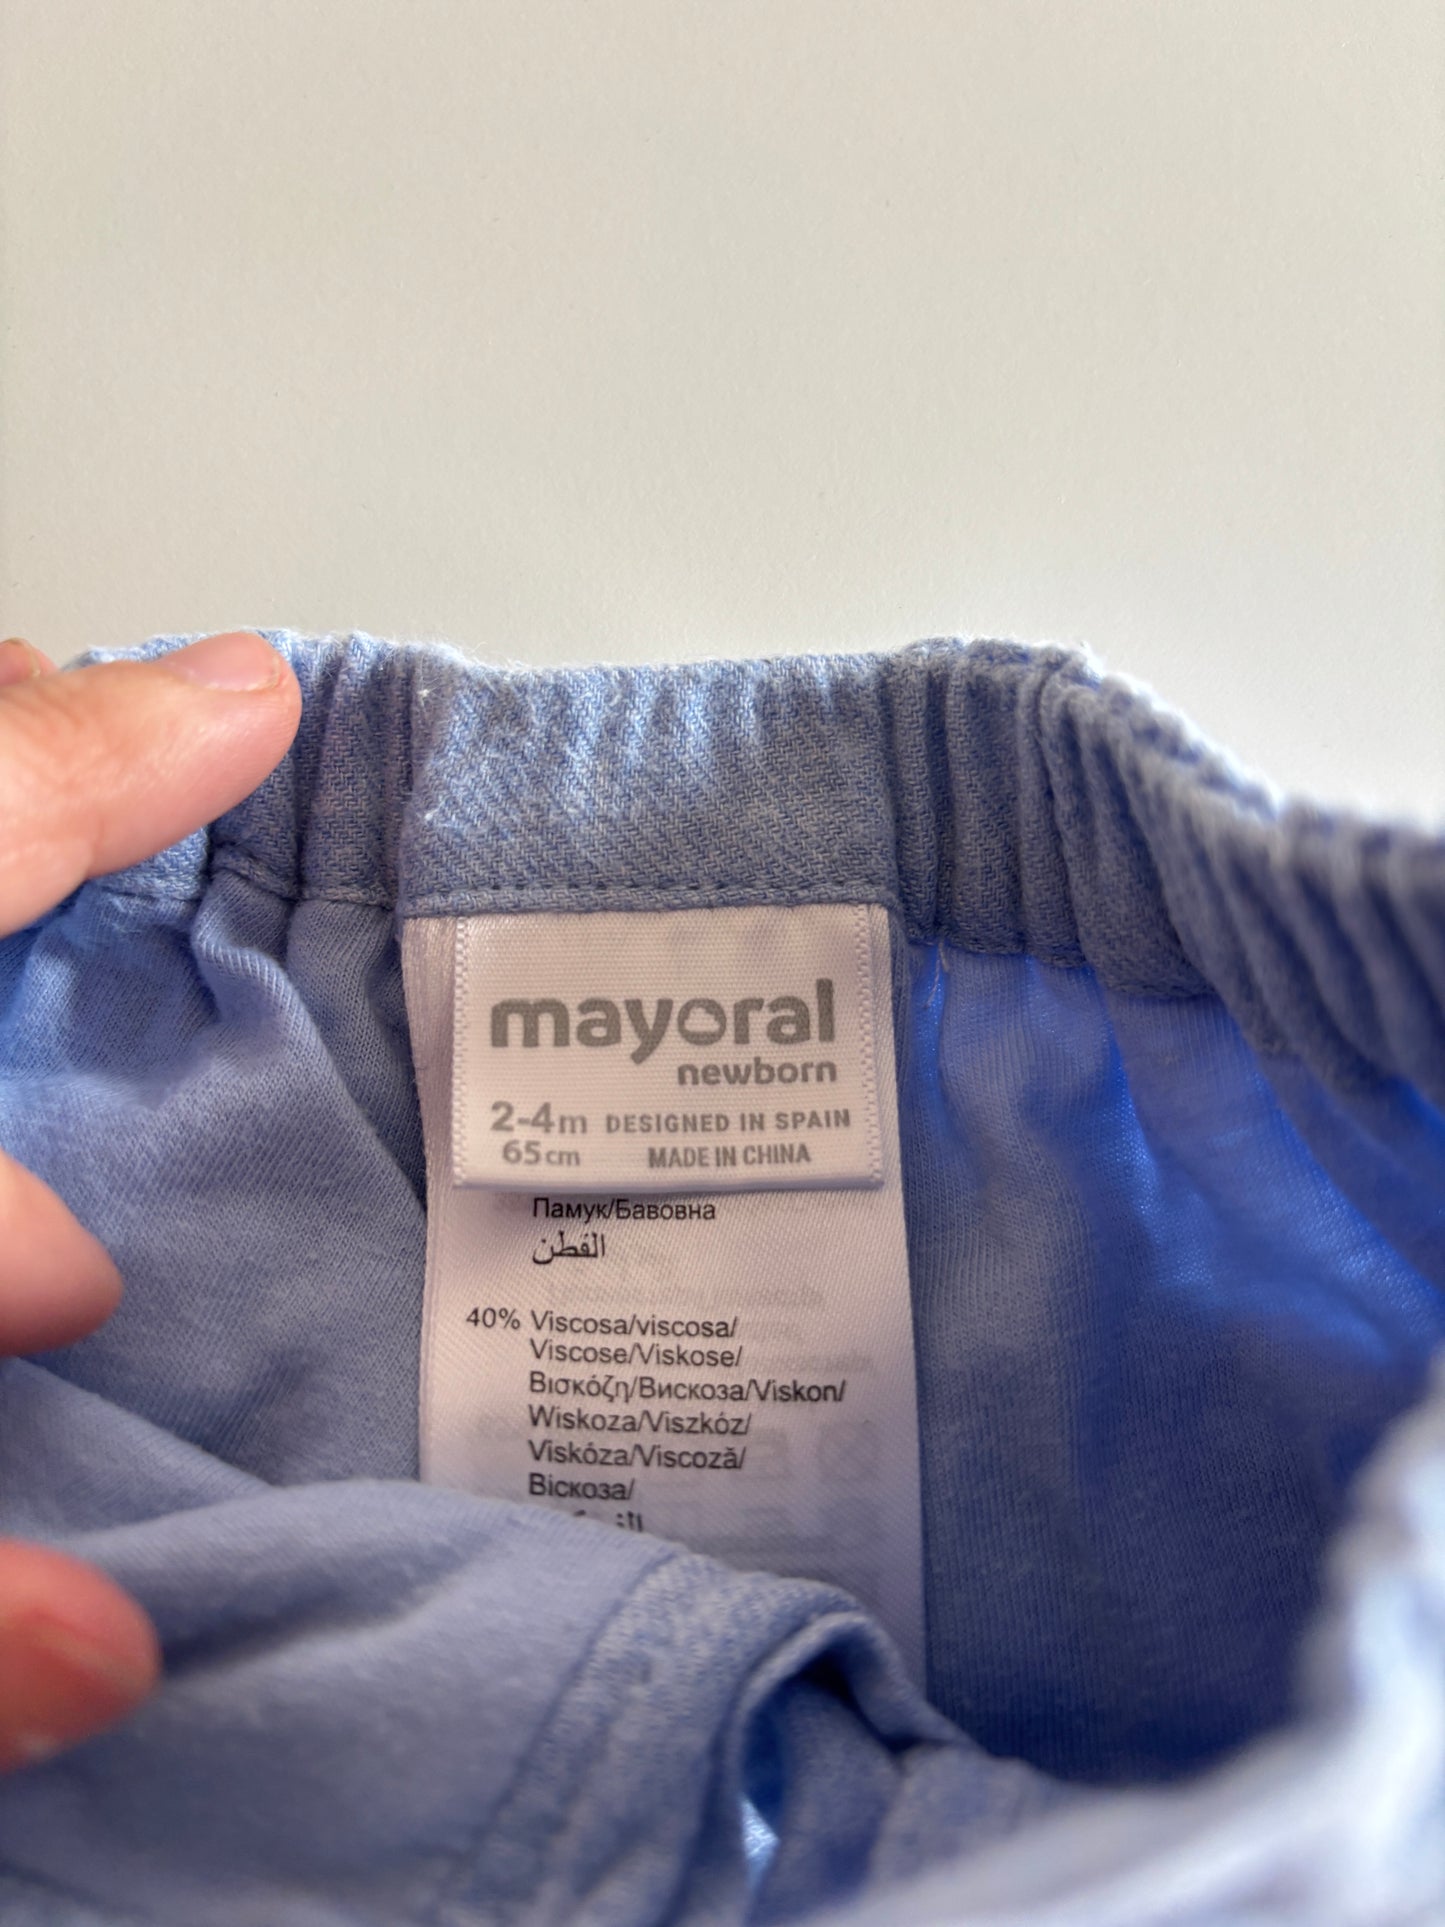 mayoral
newborn
2-4m DESIGNED IN SPAIN
65cm MADE IN CHINA
Памук/Бавовна
القطن
40% Viscosa/viscosa/
Viscose/Viskose/
Βισκόζη/Вискоза/Viskon/
Wiskoza/Viszkóz/
Viskóza/Viscoză/
Віскоза/